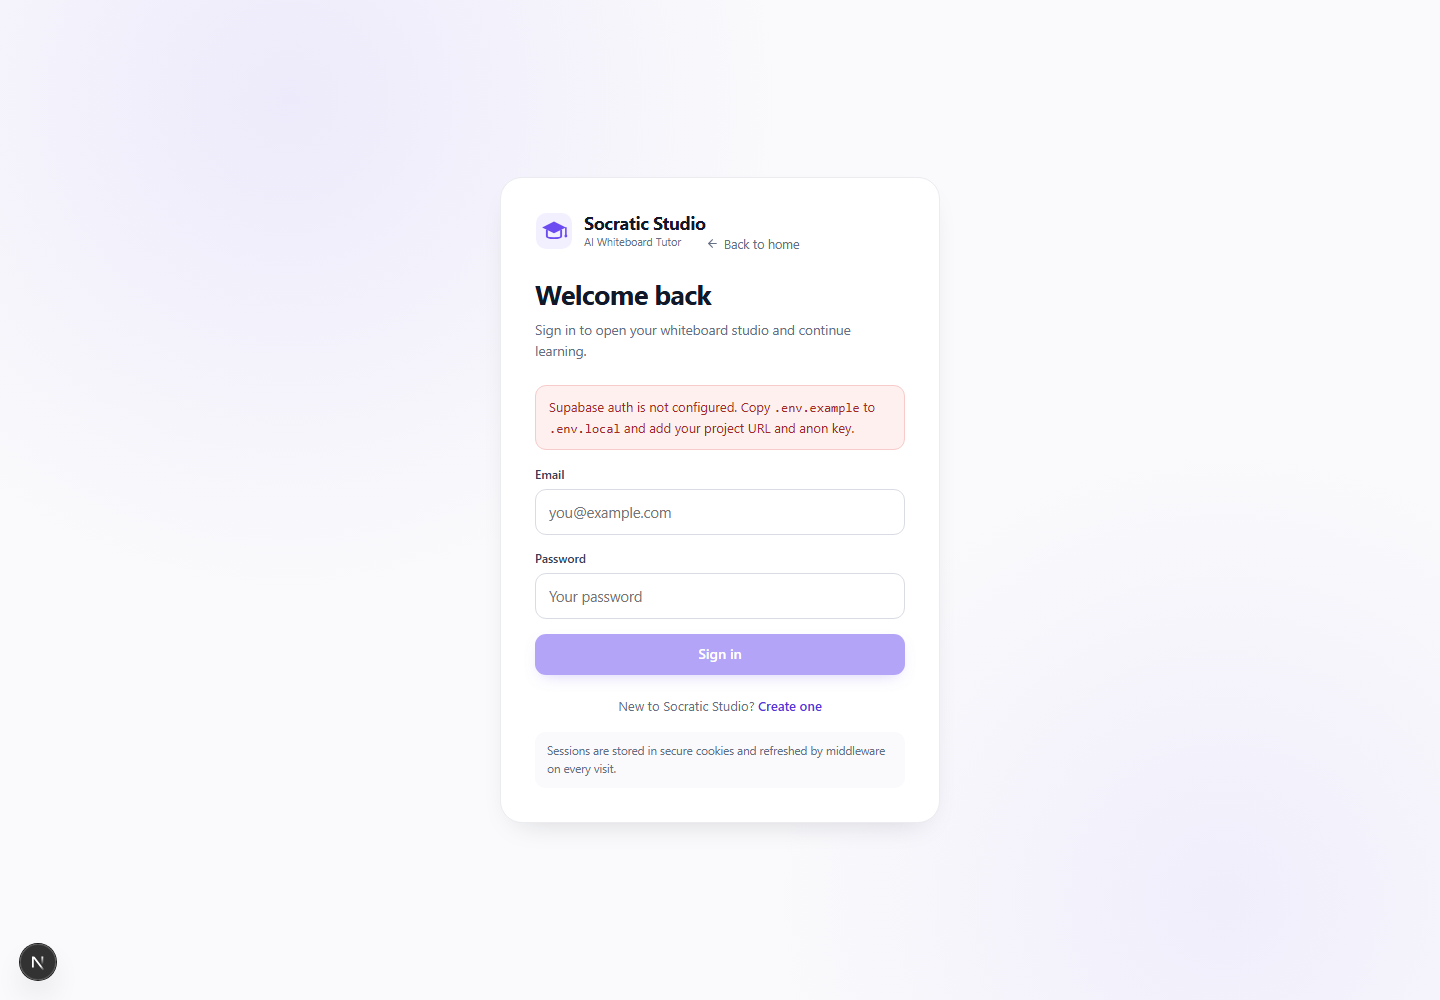 Socratic Studio
AI Whiteboard Tutor
← Back to home
Welcome back
Sign in to open your whiteboard studio and continue
learning.
Supabase auth is not configured. Copy .env.example to
.env.local and add your project URL and anon key.
Email
you@example.com
Password
Your password
Sign in
New to Socratic Studio? Create one
Sessions are stored in secure cookies and refreshed by middleware
on every visit.
N